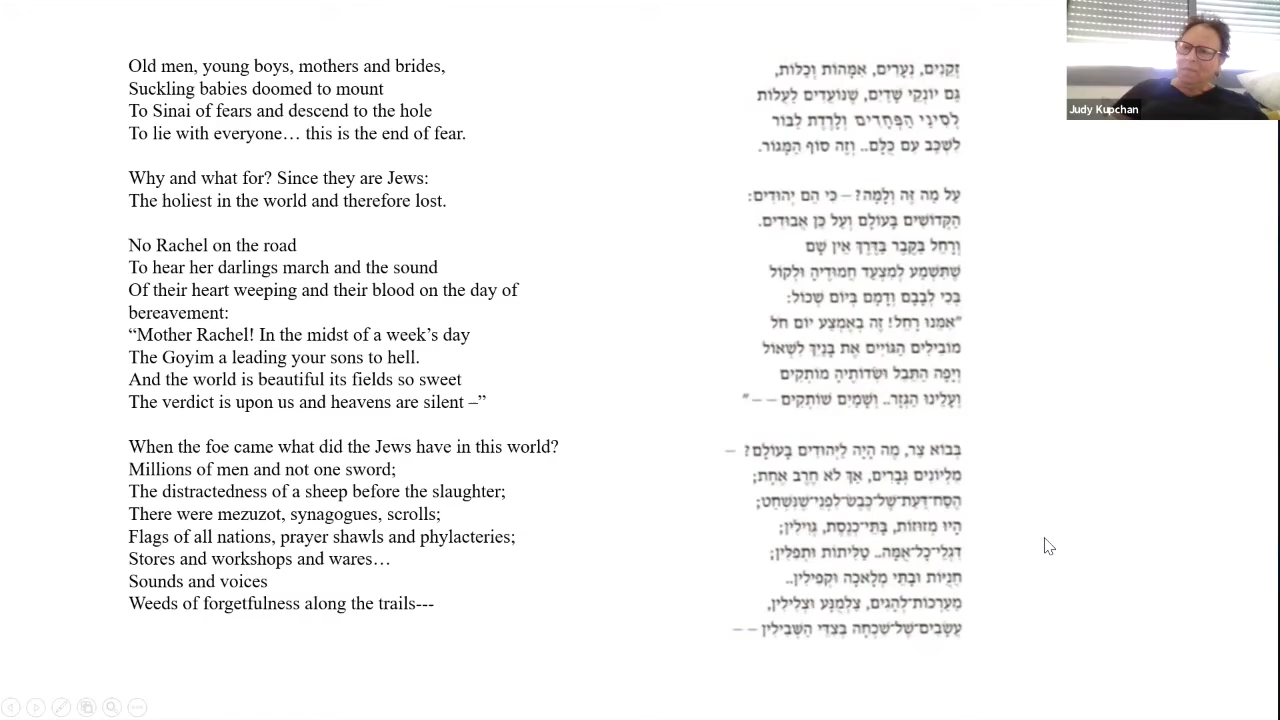 Old men, young boys, mothers and brides,
Suckling babies doomed to mount
To Sinai of fears and descend to the hole
To lie with everyone… this is the end of fear.
Why and what for? Since they are Jews:
The holiest in the world and therefore lost.
No Rachel on the road
To hear her darlings march and the sound
Of their heart weeping and their blood on the day of
bereavement:
“Mother Rachel! In the midst of a week’s day
The Goyim a leading your sons to hell.
And the world is beautiful its fields so sweet
The verdict is upon us and heavens are silent –”
When the foe came what did the Jews have in this world?
Millions of men and not one sword;
The distractedness of a sheep before the slaughter;
There were mezuzot, synagogues, scrolls;
Flags of all nations, prayer shawls and phylacteries;
Stores and workshops and wares…
Sounds and voices
Weeds of forgetfulness along the trails---
זְקֵנִים, נְעָרִים, אִמָּהוֹת וְכַלּוֹת,
גַּם יוֹנְקֵי שָׁדַיִם, שֶׁנּוֹעָדִים לַעֲלוֹת
לְסִינַי הַפְּחָדִים וְלָרֶדֶת לַבּוֹר
לִשְׁכַּב עִם כֻּלָּם.. וְזֶה סוֹף הַמָּגוֹר.
עַל מַה זֶּה וְלָמָּה? – כִּי הֵם יְהוּדִים:
הַקְּדוֹשִׁים בָּעוֹלָם וְעַל כֵּן אֲבוּדִים.
וְרָחֵל בַּקֶּבֶר בַּדֶּרֶךְ אֵין שָׁם
שֶׁתִּשְׁמַע לְמִצְעַד חֲמוּדֶיהָ וּלְקוֹל
בְּכִי לְבָבָם וְדָמָם בְּיוֹם שְׁכוֹל:
"אִמֵּנוּ רָחֵל! זֶה בְּאֶמְצַע יוֹם חֹל
מוֹבִילִים הַגּוֹיִים אֶת בָּנַיִךְ לִשְׁאוֹל
וְיָפָה הַתֵּבֵל וּשְׂדוֹתֶיהָ מוֹתְקִים
וְעָלֵינוּ הַגְּזָר.. וְשָׁמַיִם שׁוֹתְקִים – – "
בְּבוֹא צַר, מֶה הָיָה לַיְּהוּדִים בָּעוֹלָם? –
מִלְיוֹנִים גְּבָרִים, אַךְ לֹא חֶרֶב אֶחָת;
הֶסַּח־דַּעַת־שֶׁל־כֶּבֶשׂ־לִפְנֵי־שֶׁנִּשְׁחַט;
הָיוּ מְזוּזוֹת, בָּתֵּי־כְנֶסֶת, גְּוִילִין;
דִּגְלֵי־כָל־אֻמָּה.. טַלִּיתוֹת וּתְפִלִּין;
חֲנֻיּוֹת וּבָתֵּי מְלָאכָה וְקַפִּילִין..
מַעַרְכוֹת־לְהָגִים, צַלְמֻנָּע וּצְלִילִין,
עֲשָׂבִים־שֶׁל־שִׁכְחָה בְּצִדֵּי הַשְּׁבִילִין – –
Judy Kupchan